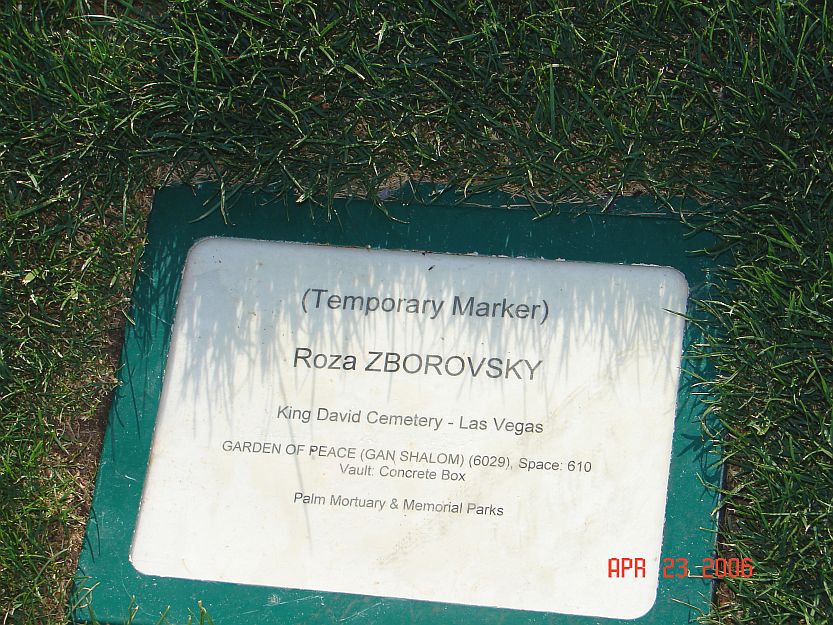 (Temporary Marker)
Roza ZBOROVSKY
King David Cemetery - Las Vegas
GARDEN OF PEACE (GAN SHALOM) (6029), Space: 610
Vault: Concrete Box
Palm Mortuary & Memorial Parks
APR 23 2006